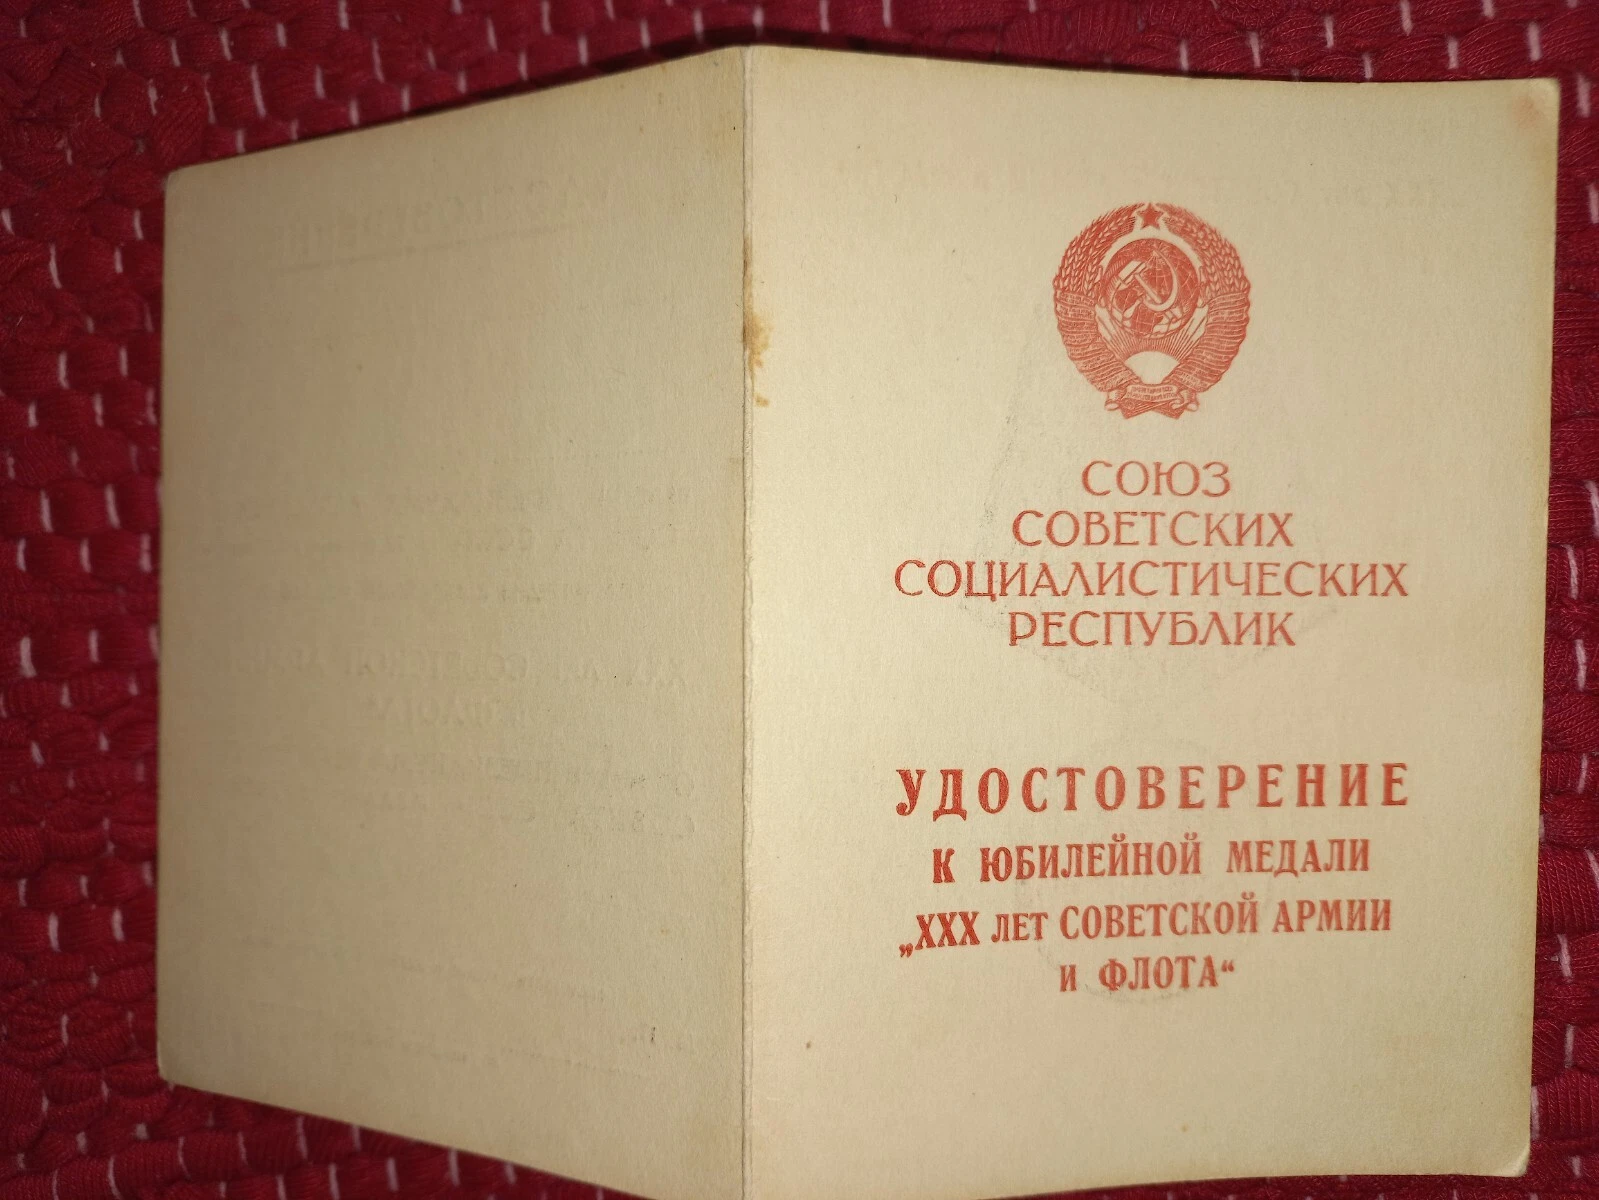 СОЮЗ
СОВЕТСКИХ
СОЦИАЛИСТИЧЕСКИХ
РЕСПУБЛИК
УДОСТОВЕРЕНИЕ
К ЮБИЛЕЙНОЙ МЕДАЛИ
„XXX ЛЕТ СОВЕТСКОЙ АРМИИ
И ФЛОТА“